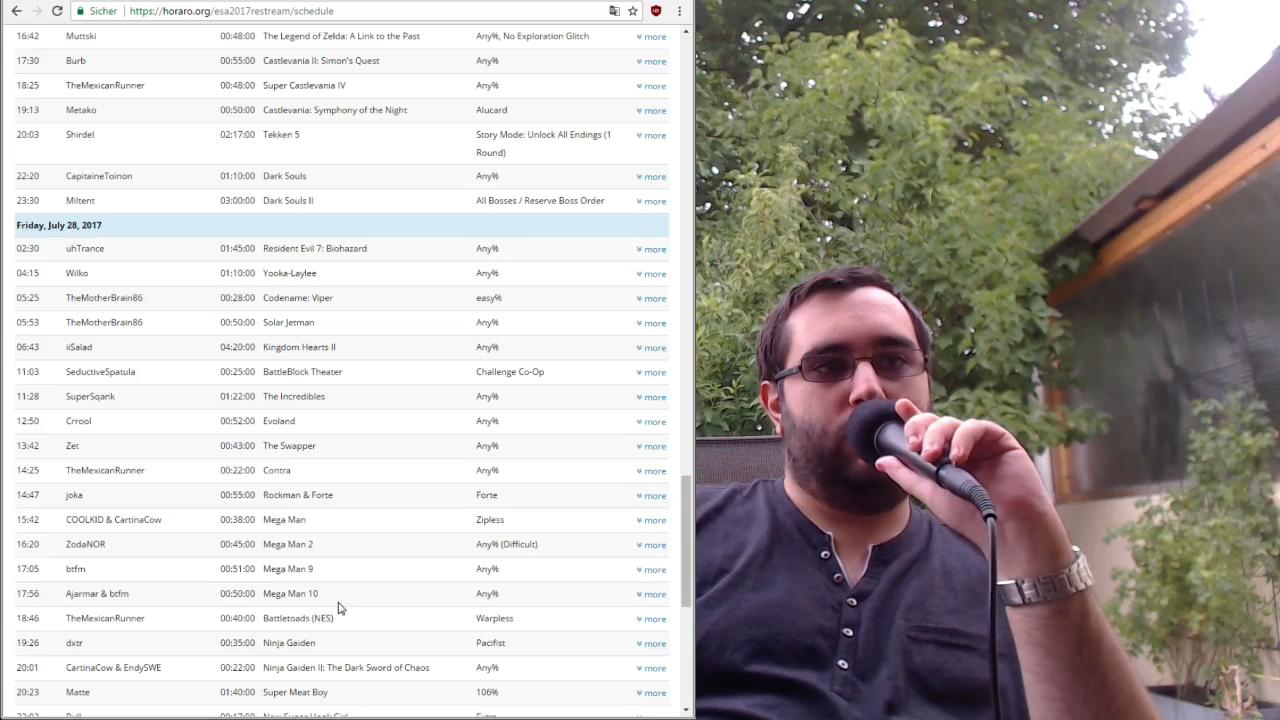 Sicher https://horaro.org/esa2017restream/schedule
16:42 Muttski 00:48:00 The Legend of Zelda: A Link to the Past Any%, No Exploration Glitch more
17:30 Burb 00:55:00 Castlevania II: Simon's Quest Any% more
18:25 TheMexicanRunner 00:48:00 Super Castlevania IV Any% more
19:13 Metako 00:50:00 Castlevania: Symphony of the Night Alucard more
20:03 Shirdel 02:17:00 Tekken 5 Story Mode: Unlock All Endings (1 more
Round)
22:20 CapitaineToinon 01:10:00 Dark Souls Any% more
23:30 Miltent 03:00:00 Dark Souls II All Bosses / Reserve Boss Order more
Friday, July 28, 2017
02:30 uhTrance 01:45:00 Resident Evil 7: Biohazard Any% more
04:15 Wilko 01:10:00 Yooka-Laylee Any% more
05:25 TheMotherBrain86 00:28:00 Codename: Viper easy% more
05:53 TheMotherBrain86 00:50:00 Solar Jetman Any% more
06:43 iiSalad 04:20:00 Kingdom Hearts II Any% more
11:03 SeductiveSpatula 00:25:00 BattleBlock Theater Challenge Co-Op more
11:28 SuperSqank 01:22:00 The Incredibles Any% more
12:50 Crrool 00:52:00 Evoland Any% more
13:42 Zet 00:43:00 The Swapper Any% more
14:25 TheMexicanRunner 00:22:00 Contra Any% more
14:47 joka 00:55:00 Rockman & Forte Forte more
15:42 COOLKID & CartinaCow 00:38:00 Mega Man Zipless more
16:20 ZodaNOR 00:45:00 Mega Man 2 Any% (Difficult) more
17:05 btfm 00:51:00 Mega Man 9 Any% more
17:56 Ajarmar & btfm 00:50:00 Mega Man 10 Any% more
18:46 TheMexicanRunner 00:40:00 Battletoads (NES) Warpless more
19:26 dxtr 00:35:00 Ninja Gaiden Pacifist more
20:01 CartinaCow & EndySWE 00:22:00 Ninja Gaiden II: The Dark Sword of Chaos Any% more
20:23 Matte 01:40:00 Super Meat Boy 106% more